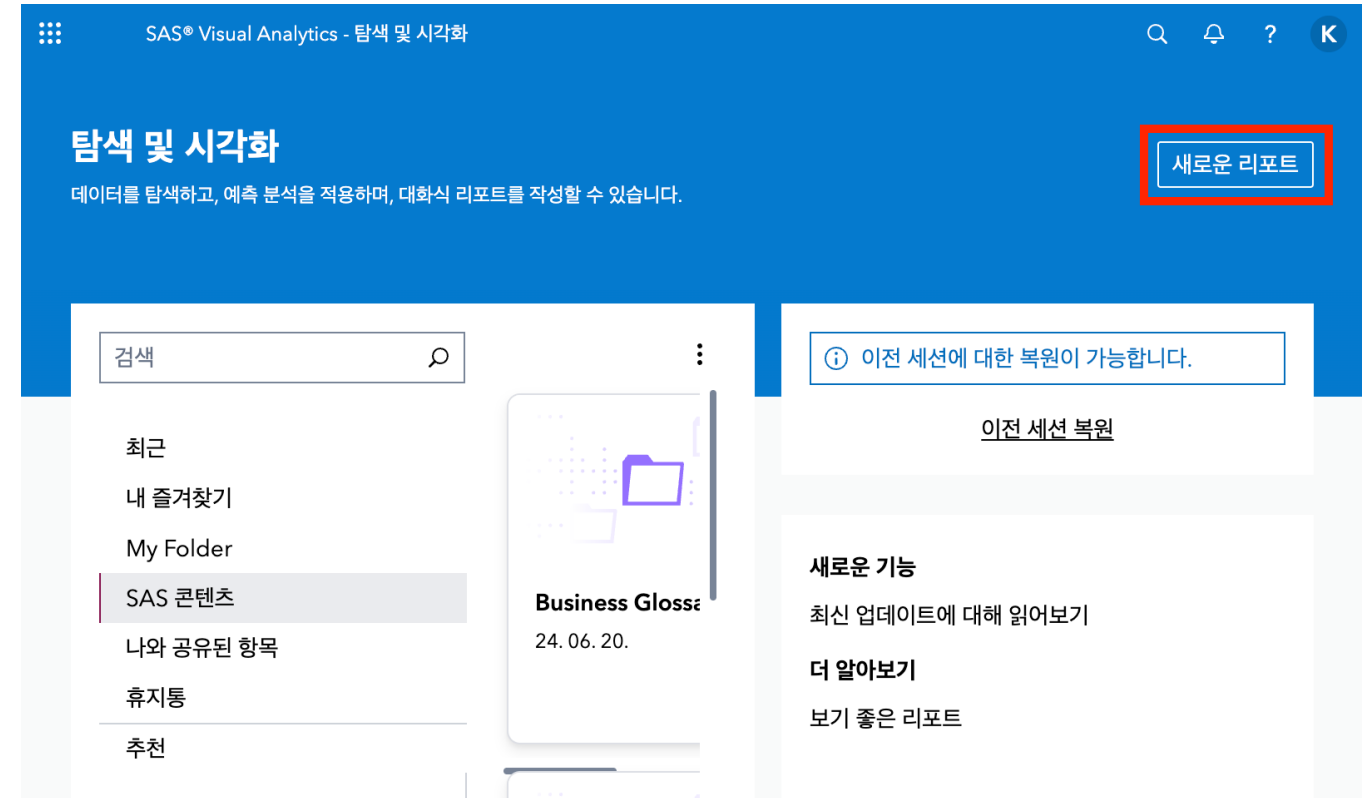 SAS® Visual Analytics - 탐색 및 시각화
?
K
탐색 및 시각화
데이터를 탐색하고, 예측 분석을 적용하며, 대화식 리포트를 작성할 수 있습니다.
새로운 리포트
검색
최근
내 즐겨찾기
My Folder
SAS 콘텐츠
나와 공유된 항목
휴지통
추천
Business Glossa
24. 06. 20.
이전 세션에 대한 복원이 가능합니다.
이전 세션 복원
새로운 기능
최신 업데이트에 대해 읽어보기
더 알아보기
보기 좋은 리포트